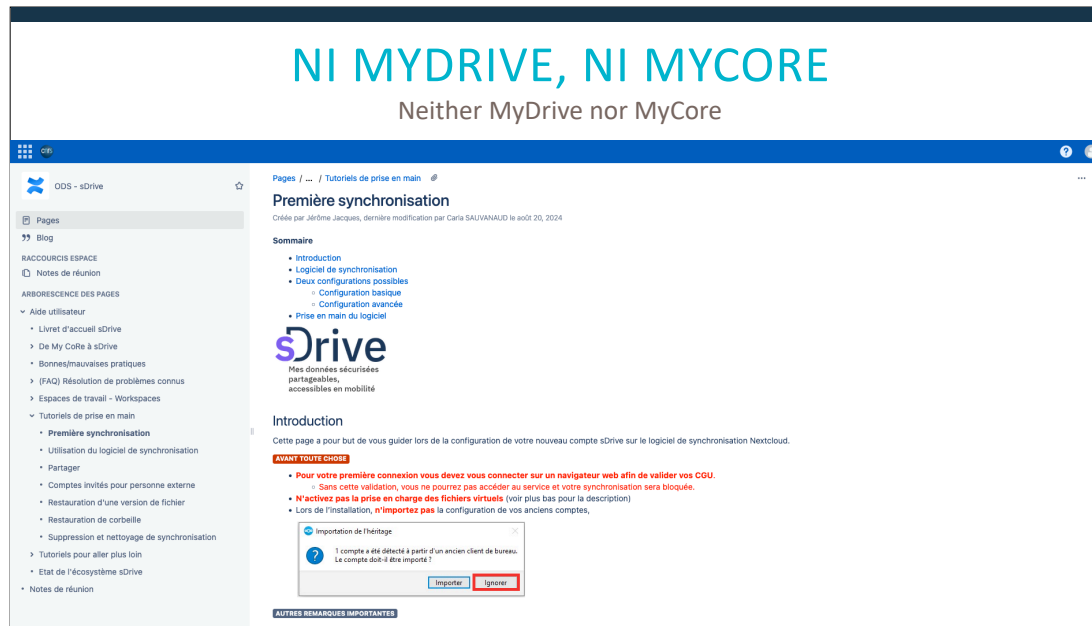 NI MYDRIVE, NI MYCORE
Neither MyDrive nor MyCore
cnrs
?
ODS - sDrive
Pages
Blog
RACCOURCIS ESPACE
Notes de réunion
ARBORESCENCE DES PAGES
Aide utilisateur
Livret d'accueil sDrive
De My CoRe à sDrive
Bonnes/mauvaises pratiques
(FAQ) Résolution de problèmes connus
Espaces de travail - Workspaces
Tutoriels de prise en main
Première synchronisation
Utilisation du logiciel de synchronisation
Partager
Comptes invités pour personne externe
Restauration d'une version de fichier
Restauration de corbeille
Suppression et nettoyage de synchronisation
Tutoriels pour aller plus loin
Etat de l'écosystème sDrive
Notes de réunion
Pages / ... / Tutoriels de prise en main
Première synchronisation
Créée par Jérôme Jacques, dernière modification par Carla SAUVANAUD le août 20, 2024
Sommaire
• Introduction
• Logiciel de synchronisation
• Deux configurations possibles
◦ Configuration basique
◦ Configuration avancée
• Prise en main du logiciel
sDrive
Mes données sécurisées
partageables,
accessibles en mobilité
Introduction
Cette page a pour but de vous guider lors de la configuration de votre nouveau compte sDrive sur le logiciel de synchronisation Nextcloud.
AVANT TOUTE CHOSE
• Pour votre première connexion vous devez vous connecter sur un navigateur web afin de valider vos CGU.
◦ Sans cette validation, vous ne pourrez pas accéder au service et votre synchronisation sera bloquée.
• N'activez pas la prise en charge des fichiers virtuels (voir plus bas pour la description)
• Lors de l'installation, n'importez pas la configuration de vos anciens comptes,
Importation de l'héritage
?
1 compte a été détecté à partir d'un ancien client de bureau.
Le compte doit-il être importé ?
Importer Ignorer
AUTRES REMARQUES IMPORTANTES